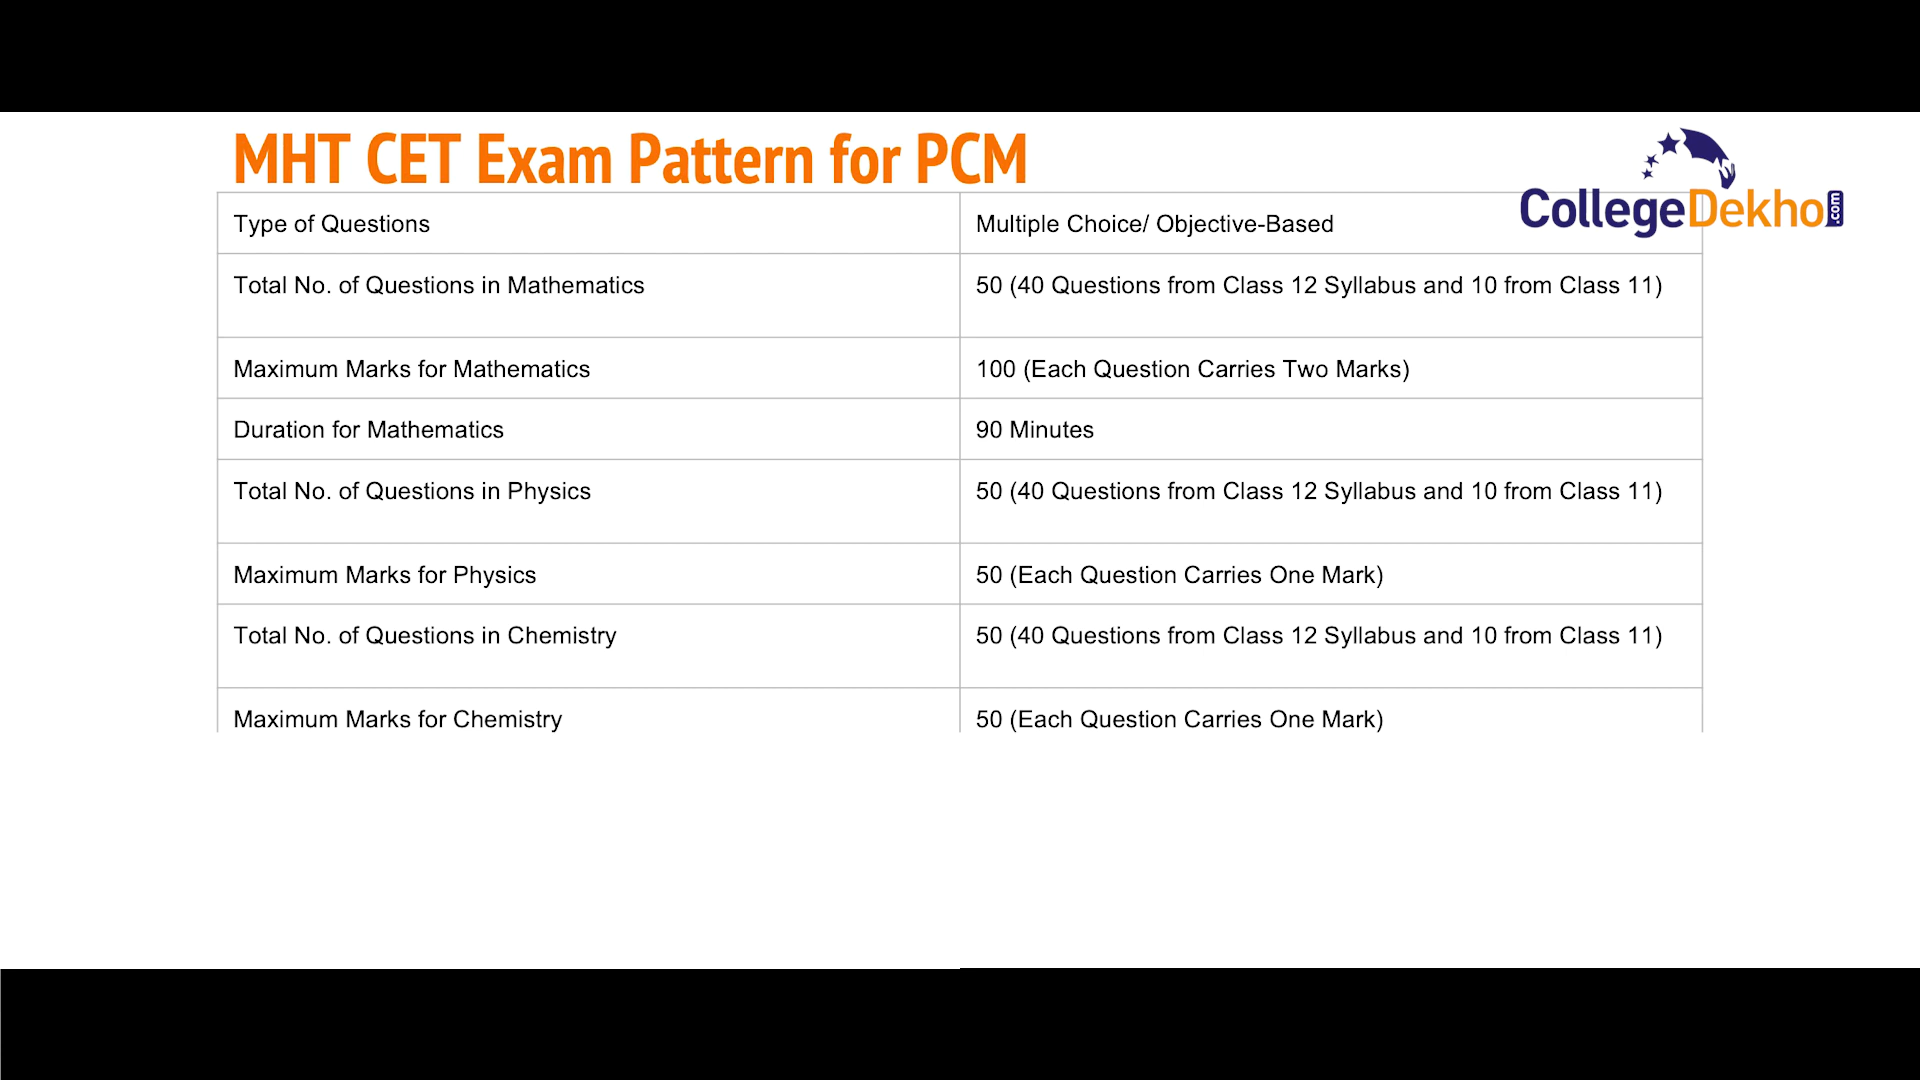 MHT CET Exam Pattern for PCM
CollegeDekho.com
Type of Questions
Multiple Choice/ Objective-Based
Total No. of Questions in Mathematics
50 (40 Questions from Class 12 Syllabus and 10 from Class 11)
Maximum Marks for Mathematics
100 (Each Question Carries Two Marks)
Duration for Mathematics
90 Minutes
Total No. of Questions in Physics
50 (40 Questions from Class 12 Syllabus and 10 from Class 11)
Maximum Marks for Physics
50 (Each Question Carries One Mark)
Total No. of Questions in Chemistry
50 (40 Questions from Class 12 Syllabus and 10 from Class 11)
Maximum Marks for Chemistry
50 (Each Question Carries One Mark)